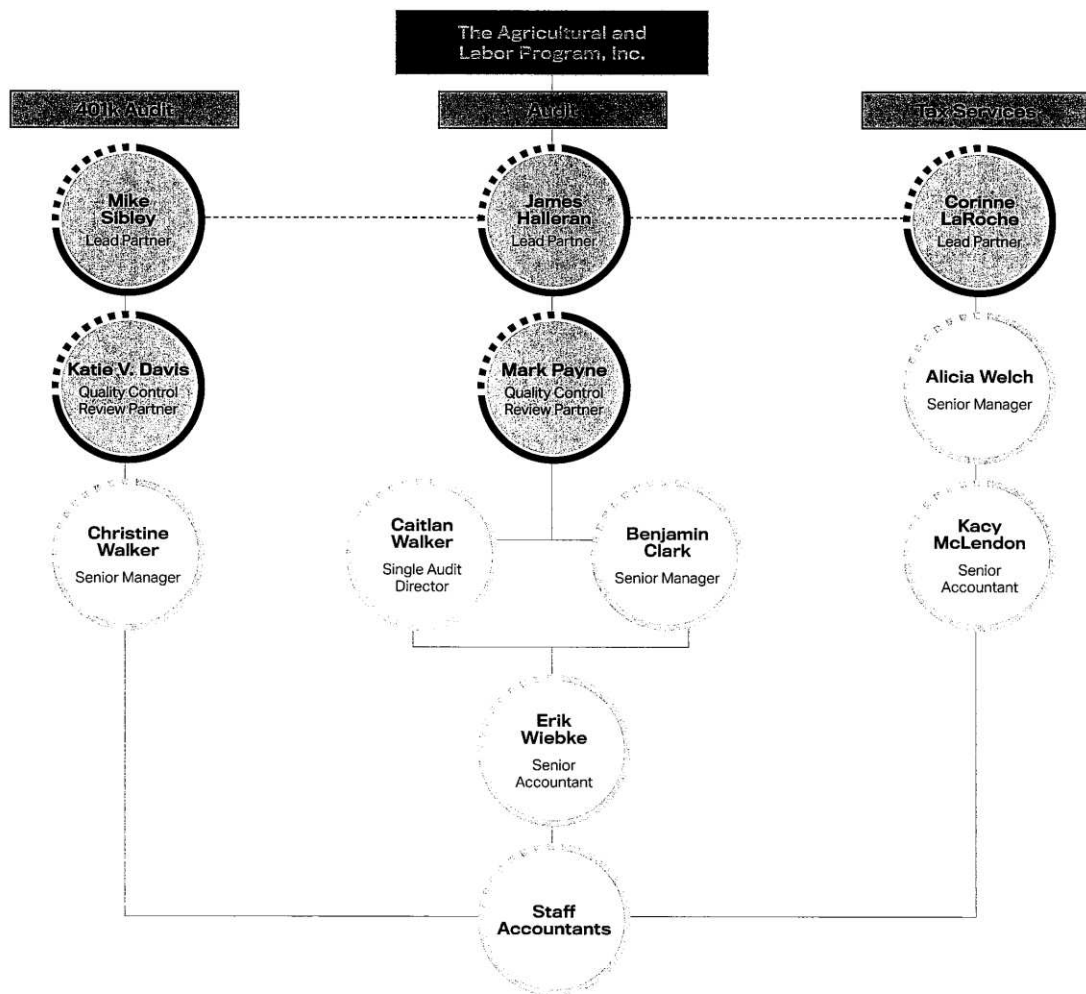 The Agricultural and
Labor Program, Inc.
401k Audit
Audit
Tax Services
Mike
Sibley
Lead Partner
James
Halleran
Lead Partner
Corinne
LaRoche
Lead Partner
Katie V. Davis
Quality Control
Review Partner
Mark Payne
Quality Control
Review Partner
Alicia Welch
Senior Manager
Christine
Walker
Senior Manager
Caitlan
Walker
Single Audit
Director
Benjamin
Clark
Senior Manager
Kacy
McLendon
Senior
Accountant
Erik
Wiebke
Senior
Accountant
Staff
Accountants